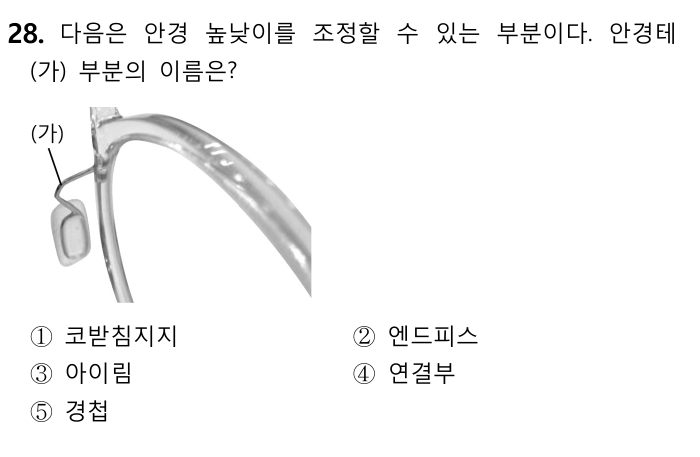 28. 다음은 안경 높낮이를 조정할 수 있는 부분이다. 안경테
(가) 부분의 이름은?
(가)
① 코받침지지 ② 엔드피스
③ 아이림 ④ 연결부
⑤ 경첩